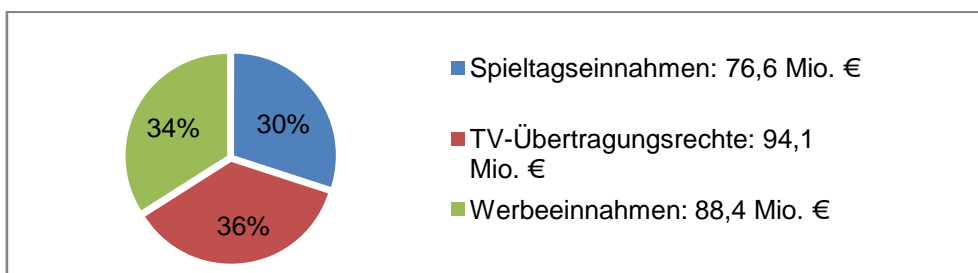 34%
30%
36%
Spieltagseinnahmen: 76,6 Mio. €
TV-Übertragungsrechte: 94,1
Mio. €
Werbeeinnahmen: 88,4 Mio. €